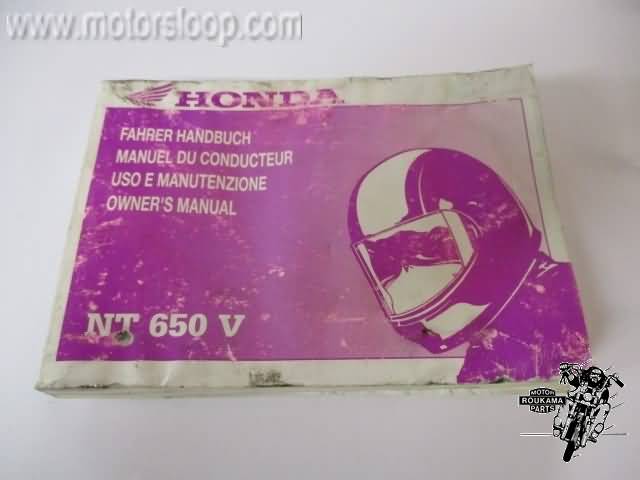 www.motorsloop.com
HONDA
FAHRER HANDBUCH
MANUEL DU CONDUCTEUR
USO E MANUTENZIONE
OWNER'S MANUAL
NT 650 V
MOTOR
ROUKAMA
PARTS